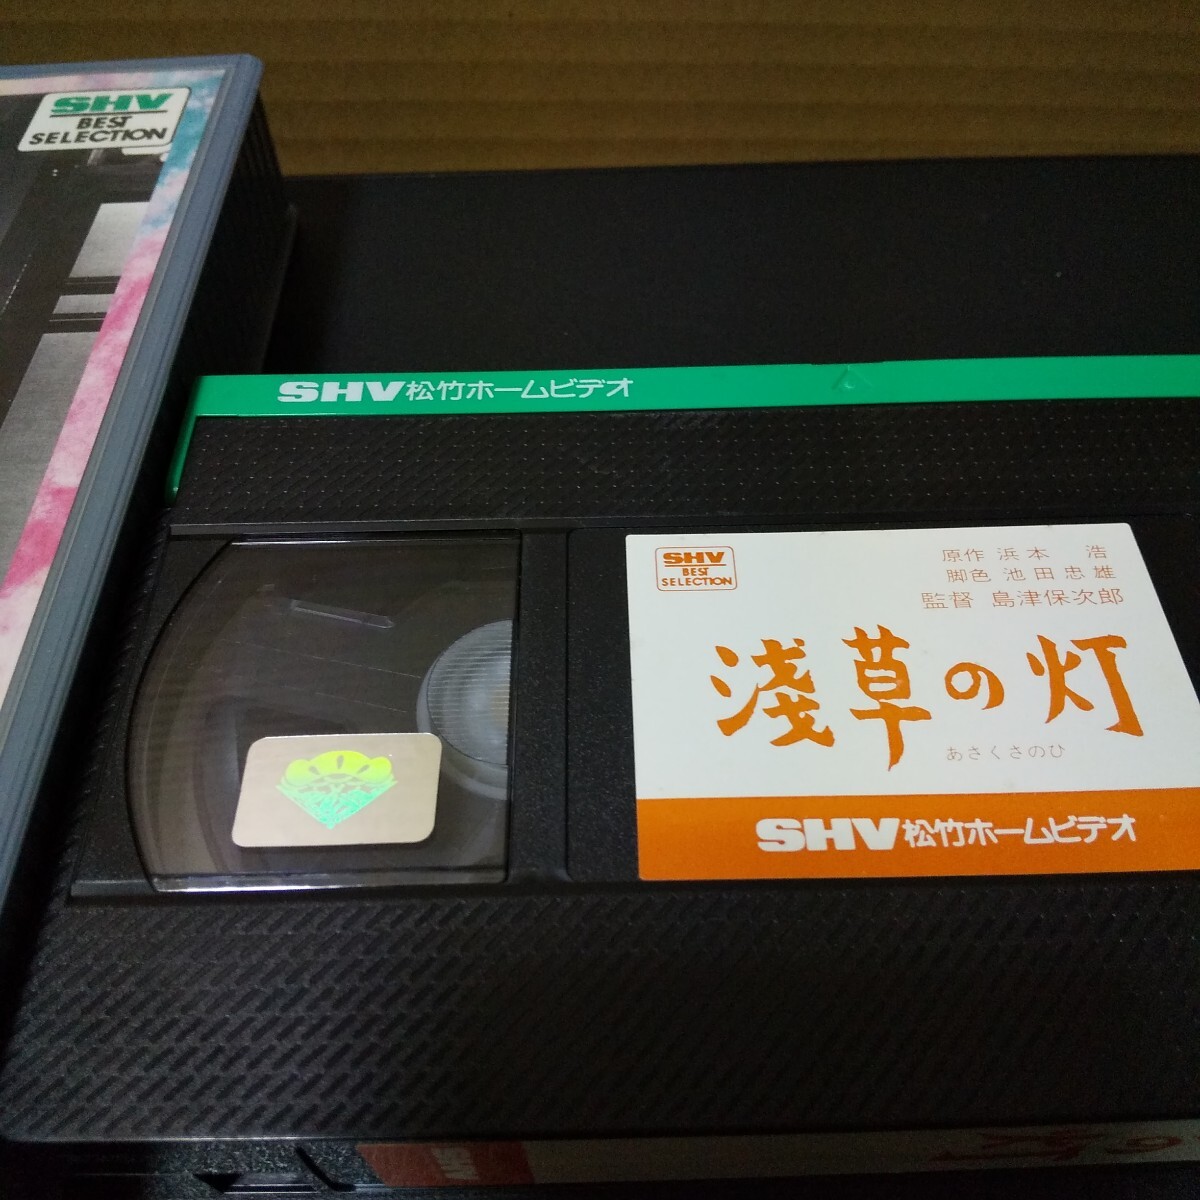 SHV
BEST
SELECTION
SHV松竹ホームビデオ
SHV
BEST
SELECTION
原作 浜本 浩
脚色 池田忠雄
監督 島津保次郎
淺草の灯
あさくさのひ
SHV松竹ホームビデオ
SHV